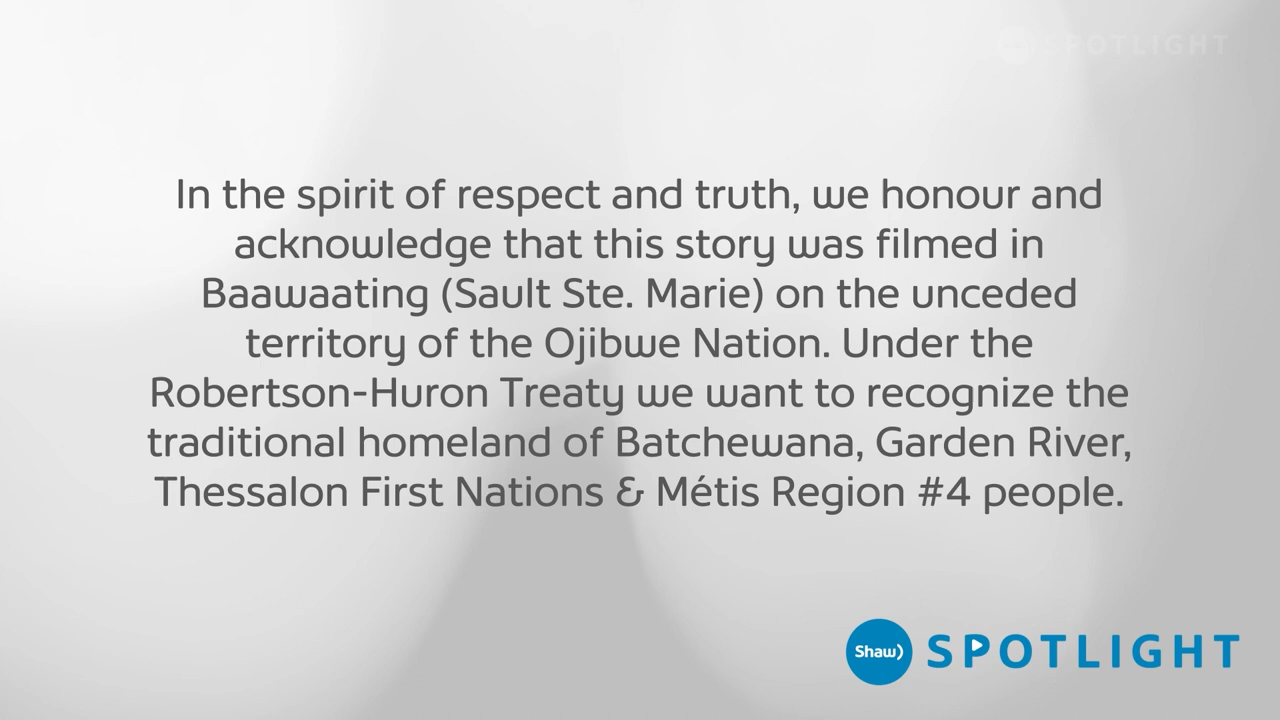 SPOTLIGHT
In the spirit of respect and truth, we honour and
acknowledge that this story was filmed in
Baawaating (Sault Ste. Marie) on the unceded
territory of the Ojibwe Nation. Under the
Robertson-Huron Treaty we want to recognize the
traditional homeland of Batchewana, Garden River,
Thessalon First Nations & Métis Region #4 people.
Shaw) SPOTLIGHT